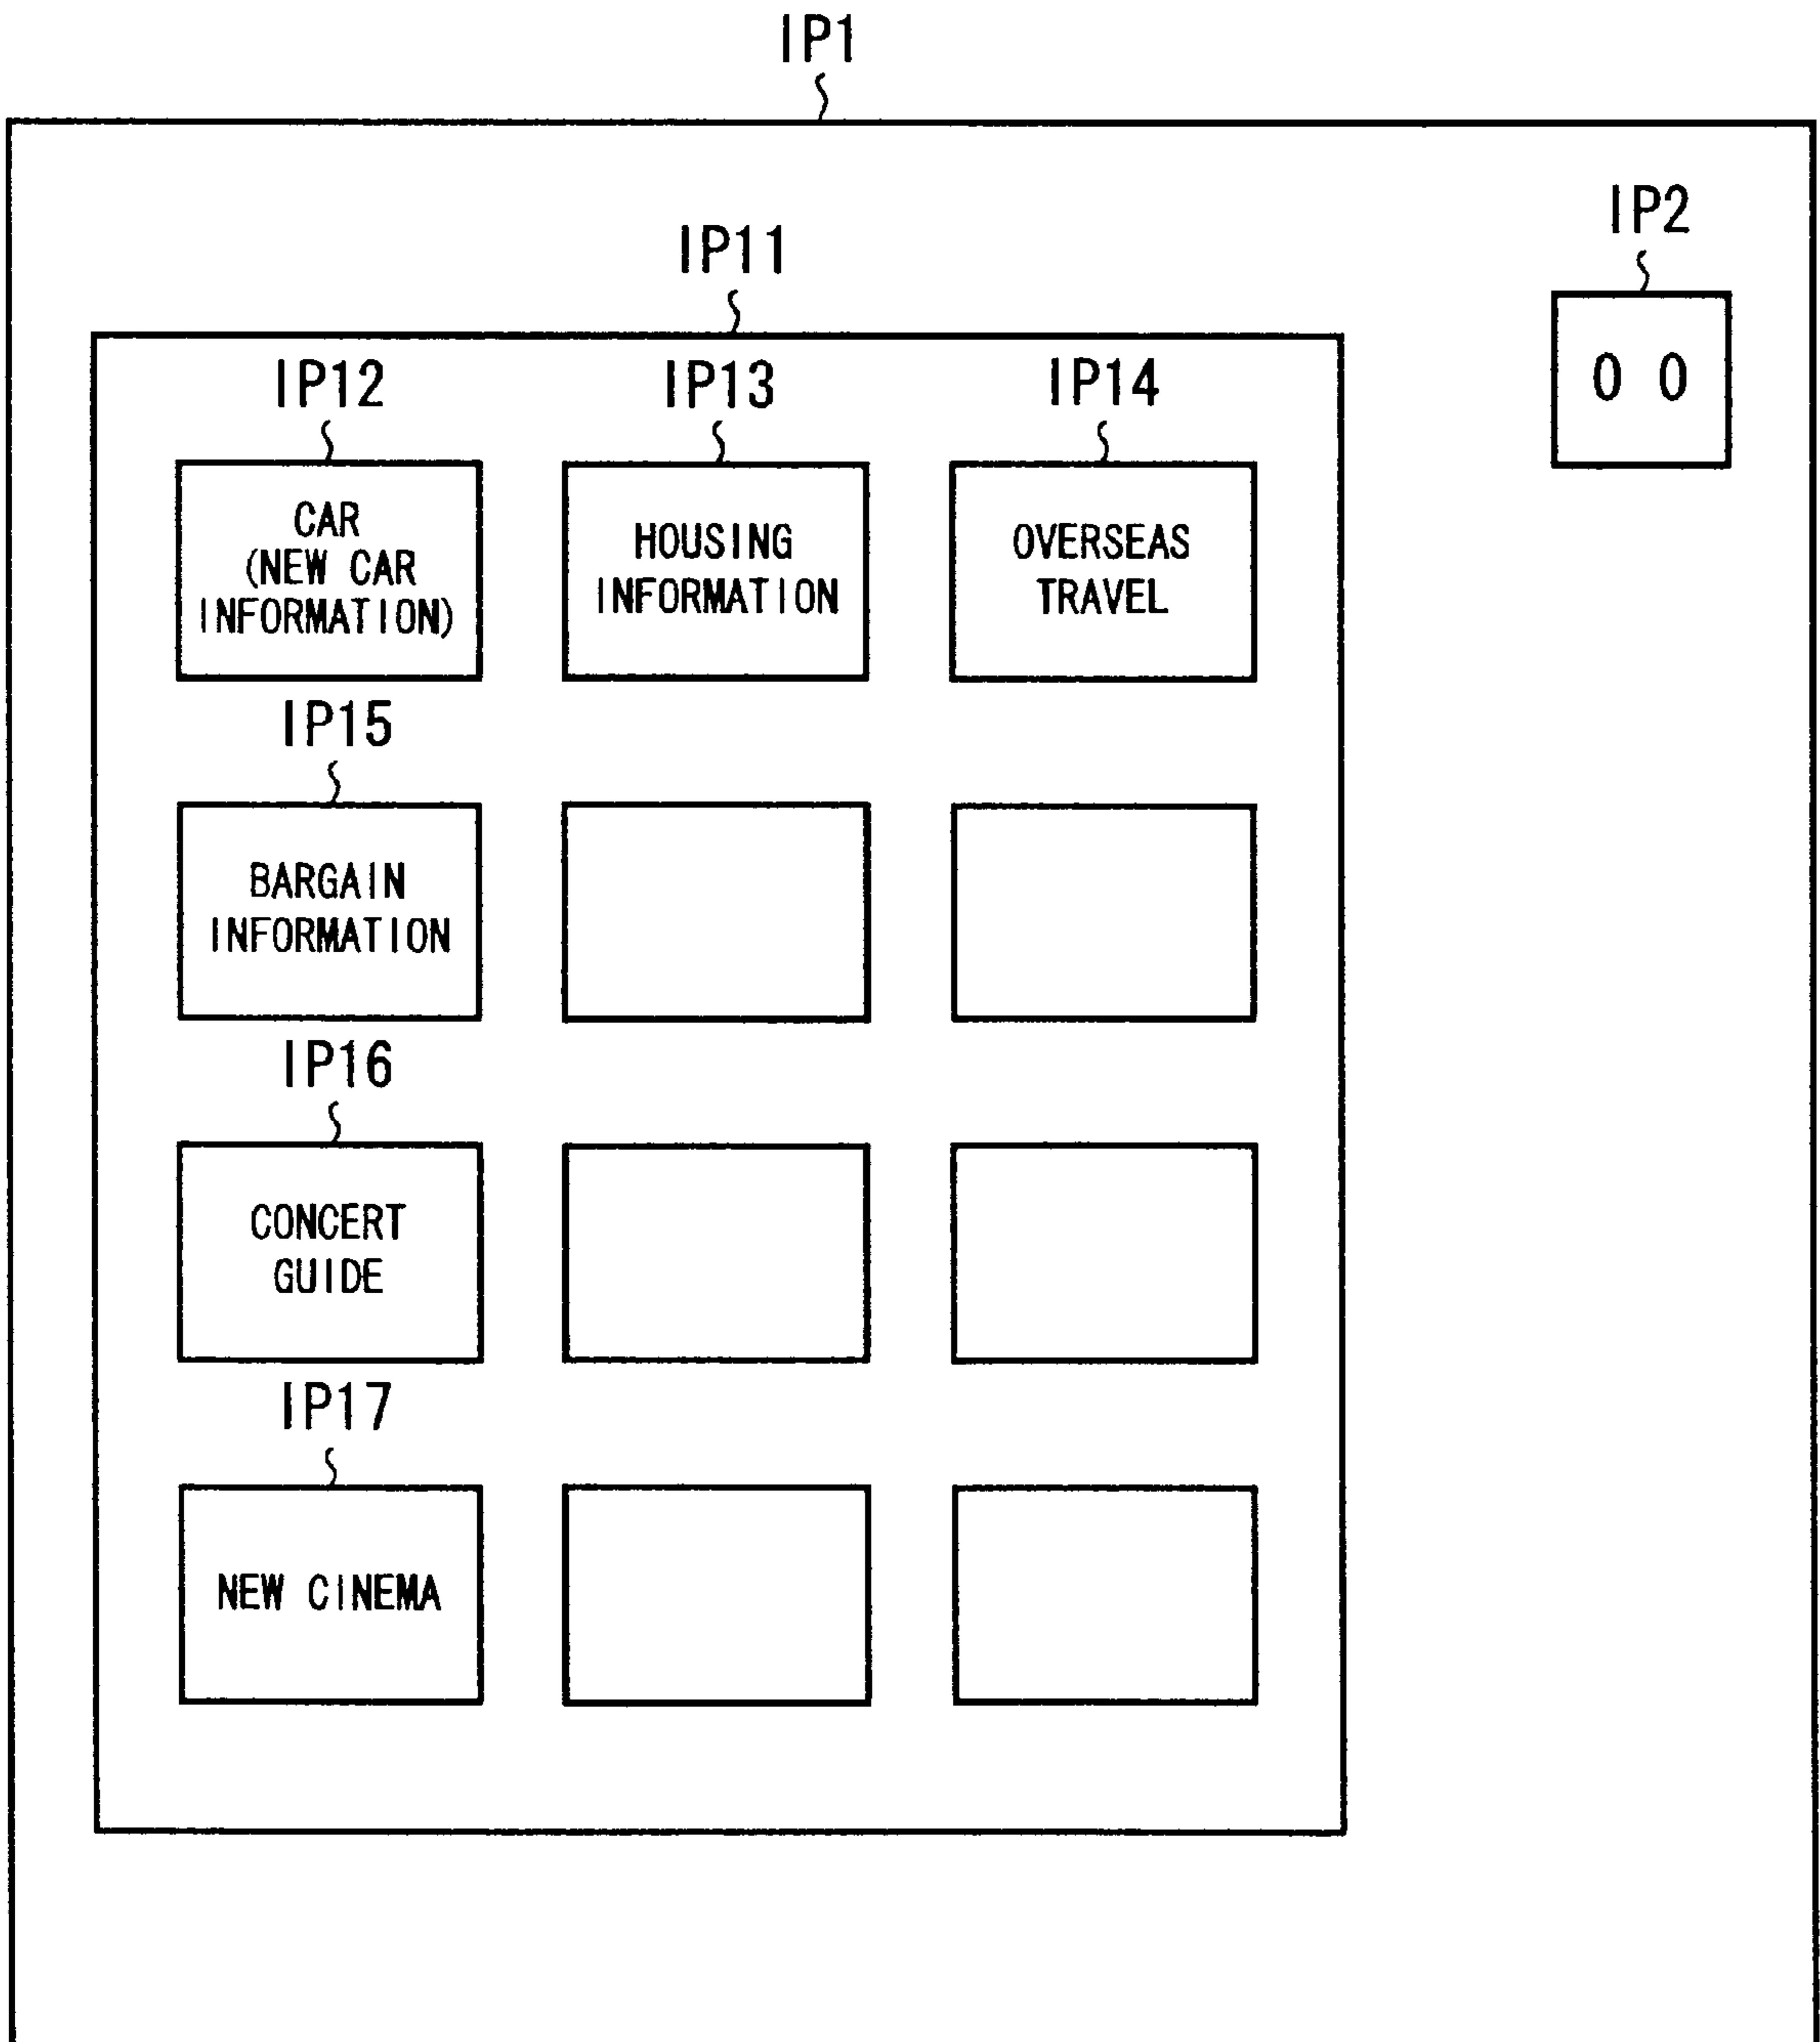 IP1
IP2
IP11
0 0
IP12
IP13
IP14
CAR
(NEW CAR
INFORMATION)
HOUSING
INFORMATION
OVERSEAS
TRAVEL
IP15
BARGAIN
INFORMATION
IP16
CONCERT
GUIDE
IP17
NEW CINEMA